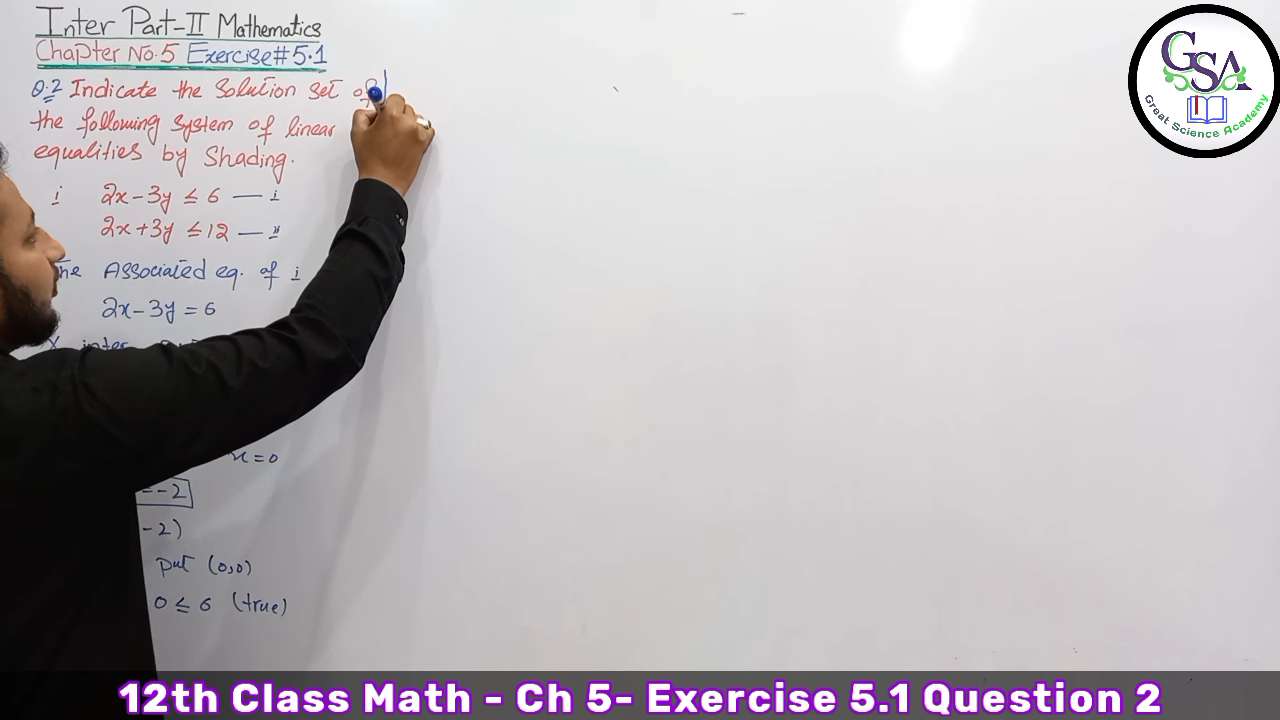 Inter Part-II Mathematics
Chapter No.5 Exercise#5.1
Q.2 Indicate the Solution set of
the following system of linear
equalities by Shading.
i 2x-3y ≤ 6 — i
2x+3y ≤ 12 — ii
Associated eq. of i
2x-3y = 6
X inter
x=0
=-2
-2)
put (0,0)
0 ≤ 6 (true)
GSA
Great Science Academy
12th Class Math - Ch 5- Exercise 5.1 Question 2